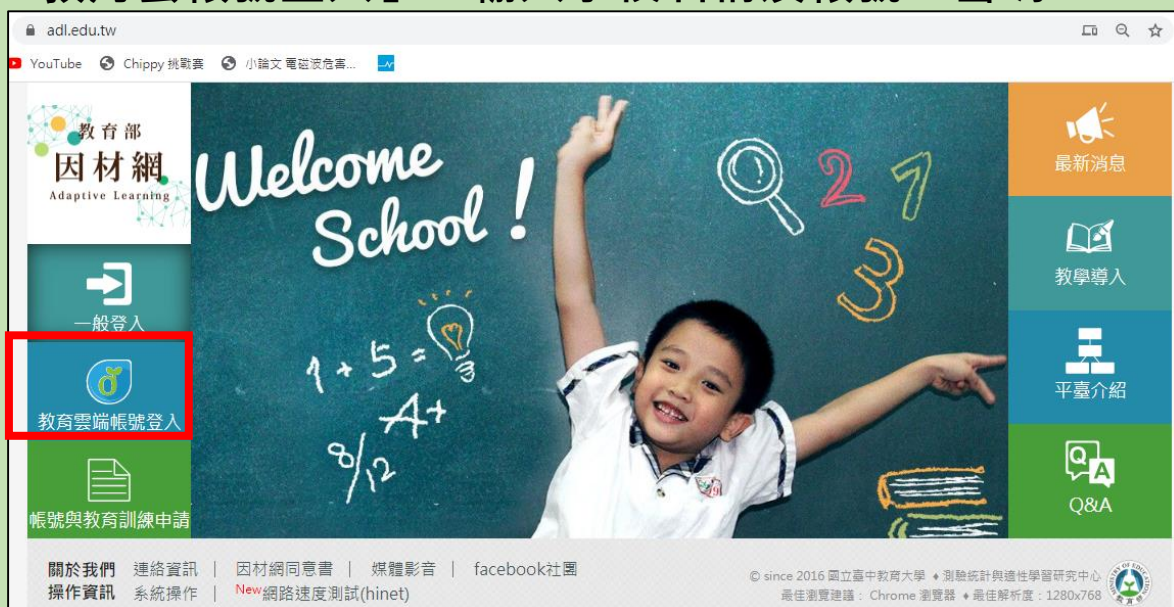 adl.edu.tw
YouTube Chippy 挑戰賽 小論文 電磁波危害...
教育部
因材網
Adaptive Learning
Welcome
School!
2 7
3
1+5=
A+
8/12
一般登入
教育雲端帳號登入
帳號與教育訓練申請
最新消息
教學導入
平臺介紹
Q&A
關於我們 連絡資訊 | 因材網同意書 | 媒體影音 | facebook社團
操作資訊 系統操作 | New網路速度測試(hinet)
© since 2016 國立臺中教育大學 ♦ 測驗統計與適性學習研究中心
最佳瀏覽建議： Chrome 瀏覽器 ♦ 最佳解析度：1280x768